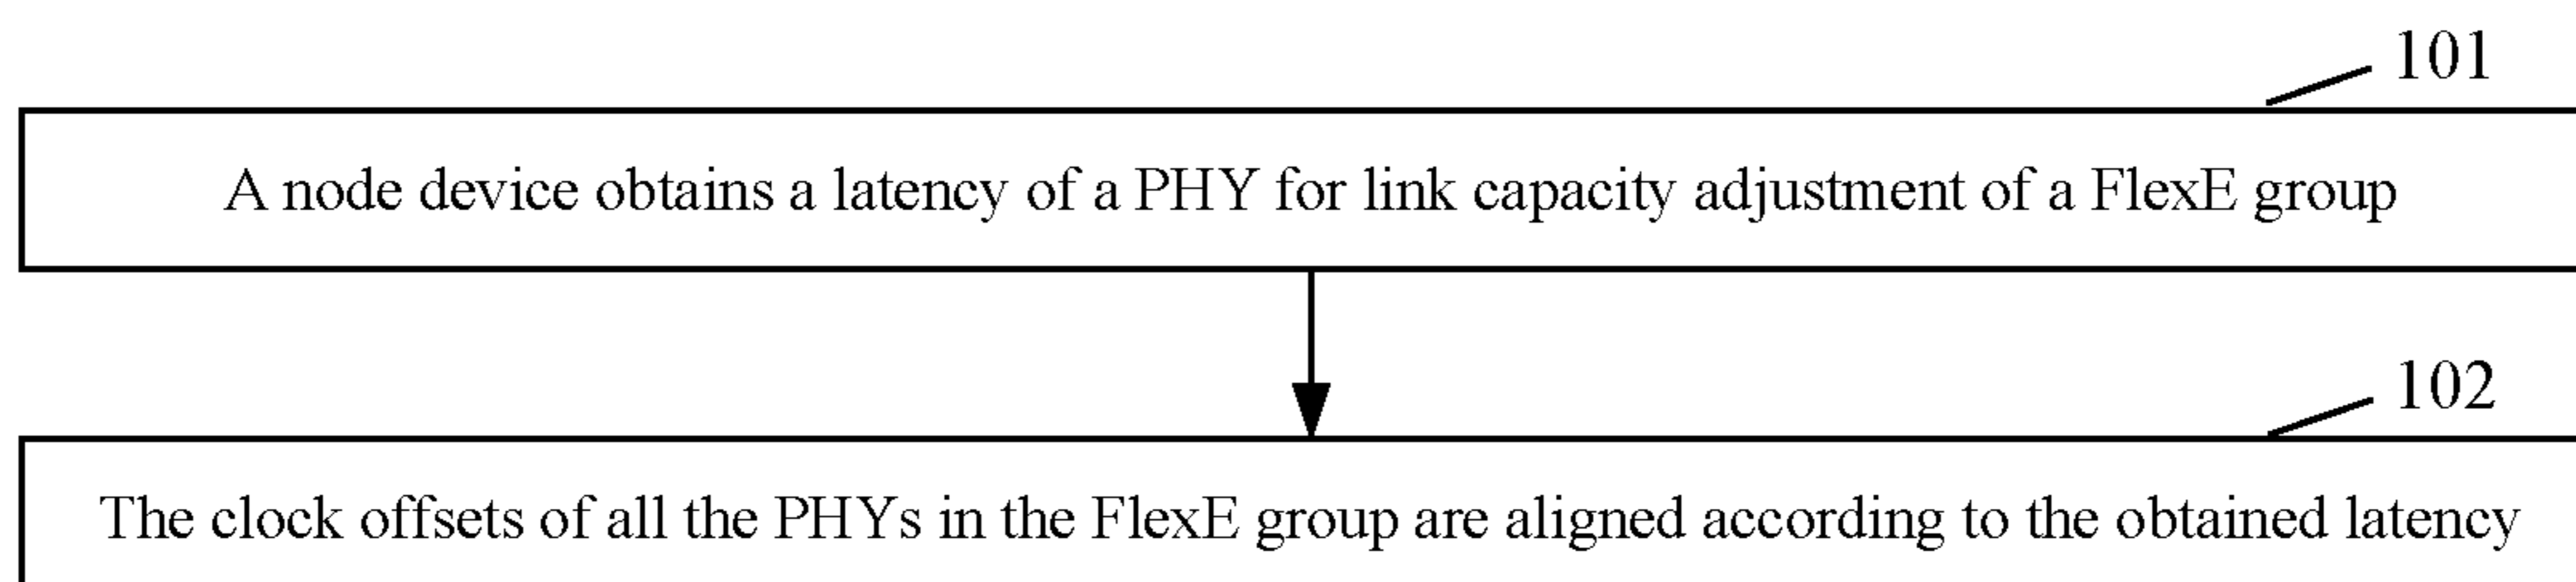 101
A node device obtains a latency of a PHY for link capacity adjustment of a FlexE group
102
The clock offsets of all the PHYs in the FlexE group are aligned according to the obtained latency